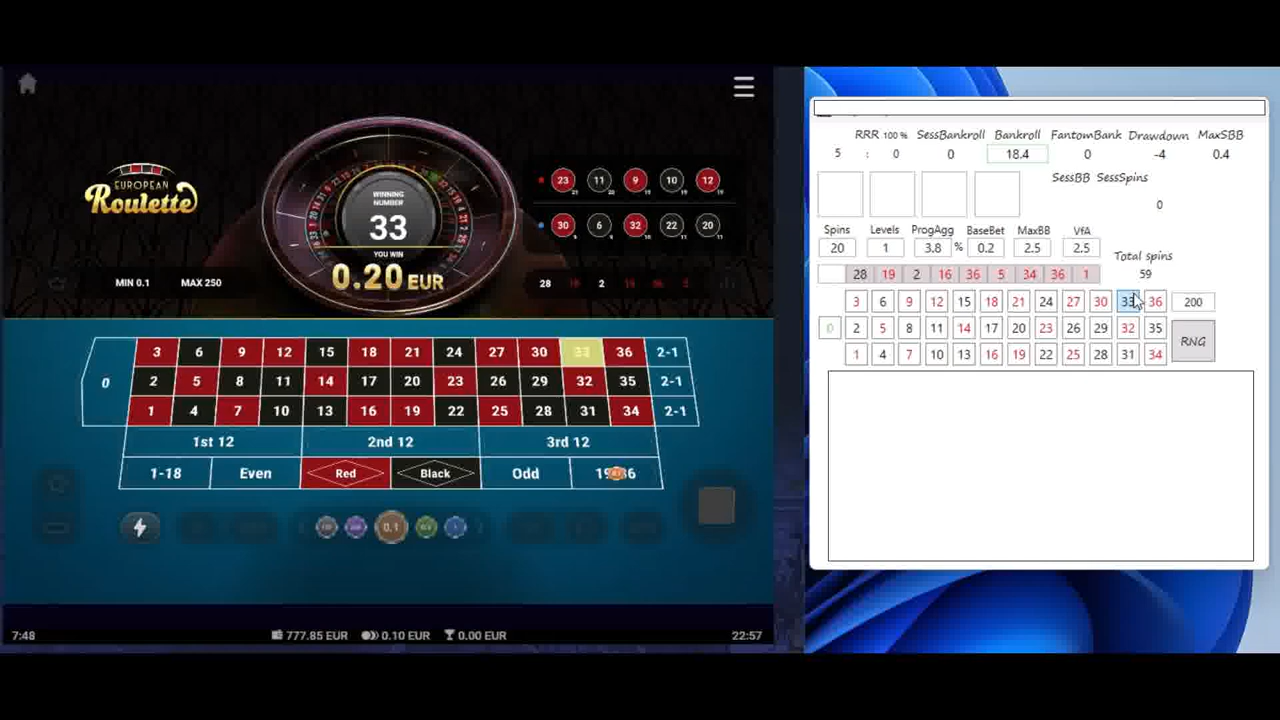 EUROPEAN
Roulette
WINNING
NUMBER
33
YOU WIN
0.20 EUR
23 11 9 10 12
30 6 32 22 20
MIN 0.1 MAX 250
28 19 2 2
3 6 9 12 15 18 21 24 27 30 33 36 2-1
0 2 5 8 11 14 17 20 23 26 29 32 35 2-1
1 4 7 10 13 16 19 22 25 28 31 34 2-1
1st 12 2nd 12 3rd 12
1-18 Even Red Black Odd
0.1
7:48 777.85 EUR 0.10 EUR 0.00 EUR 22:57
RRR 100 % SessBankroll Bankroll FantomBank Drawdown MaxSBB
5 : 0 0 18.4 0 -4 0.4
SessBB SessSpins
0
Spins Levels ProgAgg BaseBet MaxBB VfA
20 1 3.8 % 0.2 2.5 2.5
Total spins
59
28 19 2 16 36 5 34 36 1
3 6 9 12 15 18 21 24 27 30 33 36 200
0 2 5 8 11 14 17 20 23 26 29 32 35
RNG
1 4 7 10 13 16 19 22 25 28 31 34